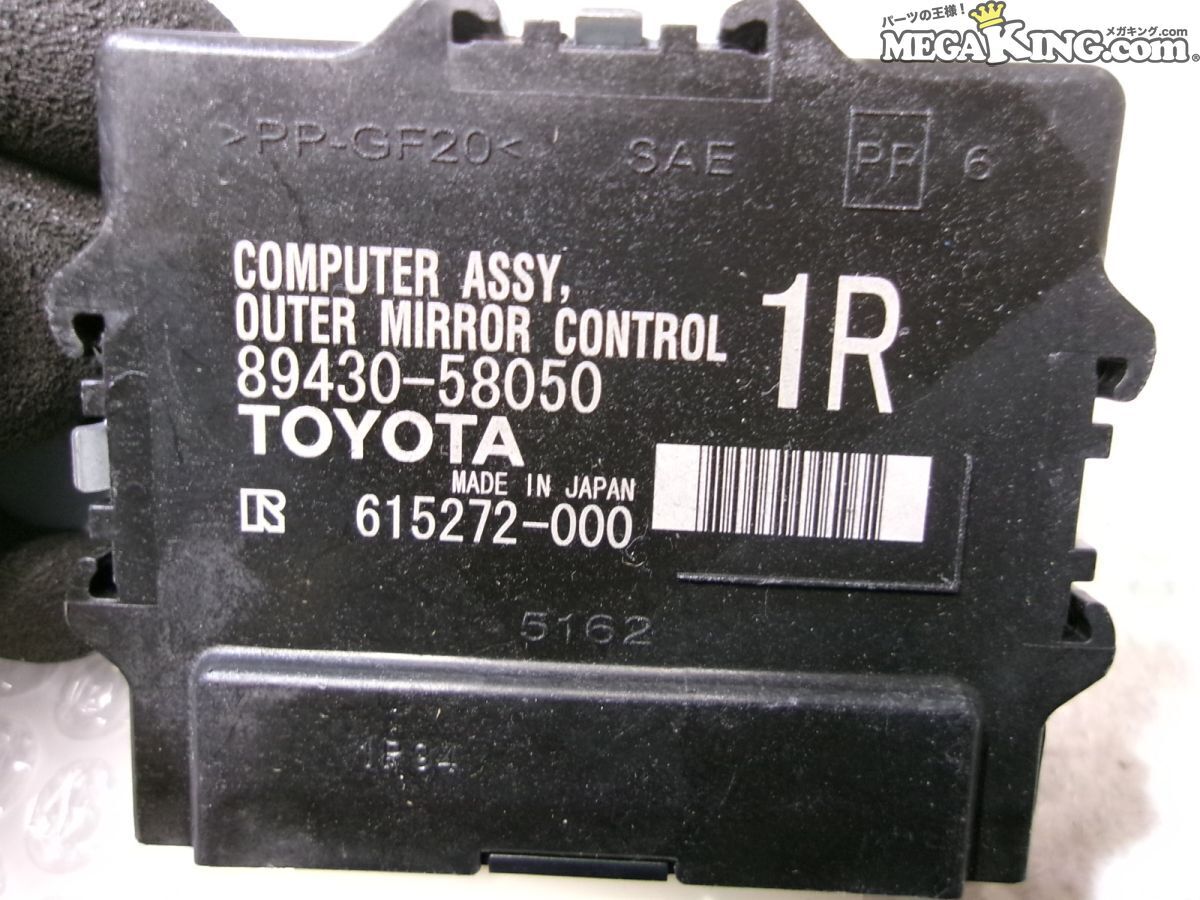 パーツの王様！
メガキング.com
MEGAKING.com®
>PP-GF20<
SAE
PP 6
COMPUTER ASSY,
OUTER MIRROR CONTROL
1R
89430-58050
TOYOTA
MADE IN JAPAN
615272-000
5162
1R94